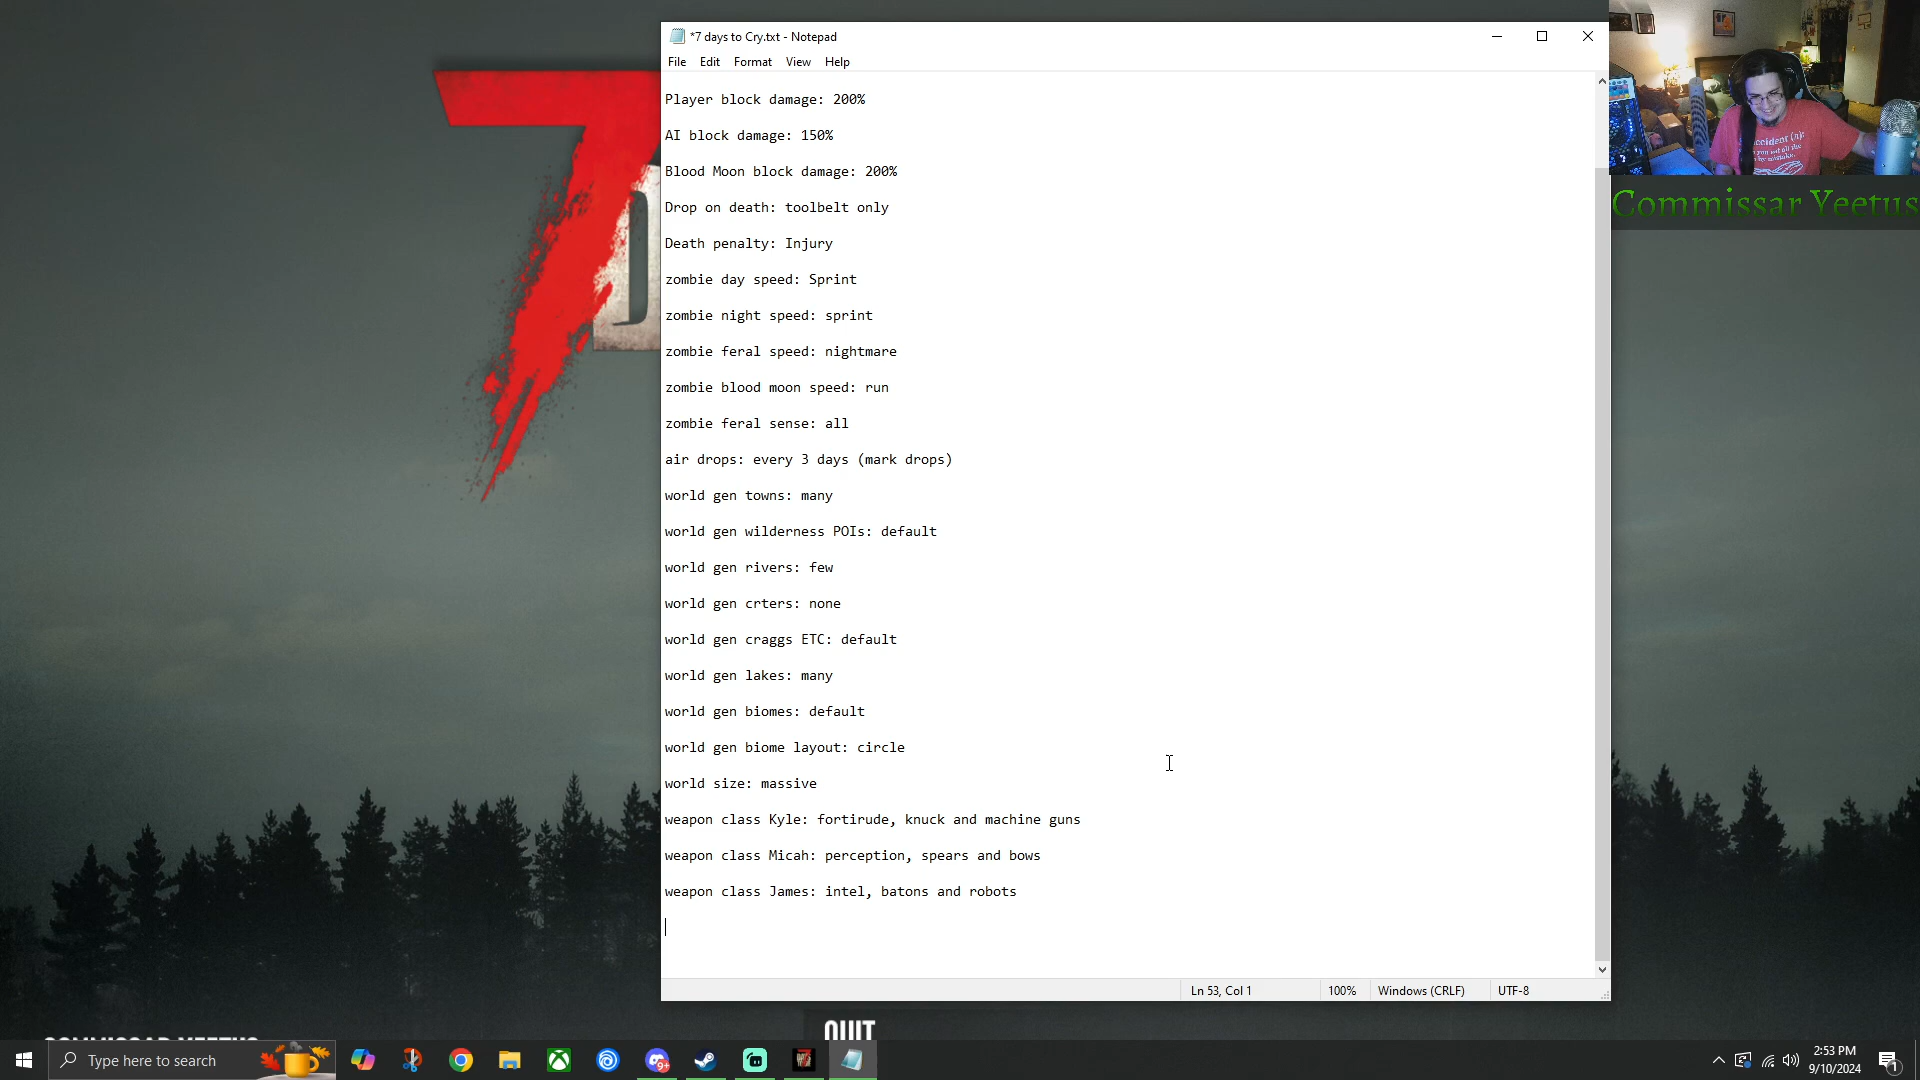 *7 days to Cry.txt - Notepad
File Edit Format View Help
Player block damage: 200%
AI block damage: 150%
Blood Moon block damage: 200%
Drop on death: toolbelt only
Death penalty: Injury
zombie day speed: Sprint
zombie night speed: sprint
zombie feral speed: nightmare
zombie blood moon speed: run
zombie feral sense: all
air drops: every 3 days (mark drops)
world gen towns: many
world gen wilderness POIs: default
world gen rivers: few
world gen crters: none
world gen craggs ETC: default
world gen lakes: many
world gen biomes: default
world gen biome layout: circle
world size: massive
weapon class Kyle: fortirude, knuck and machine guns
weapon class Micah: perception, spears and bows
weapon class James: intel, batons and robots
Ln 53, Col 1 100% Windows (CRLF) UTF-8
7 D
Commissar Yeetus
COMMISSAR YEETUS
QUIT
Type here to search
9+
2:53 PM
9/10/2024
1